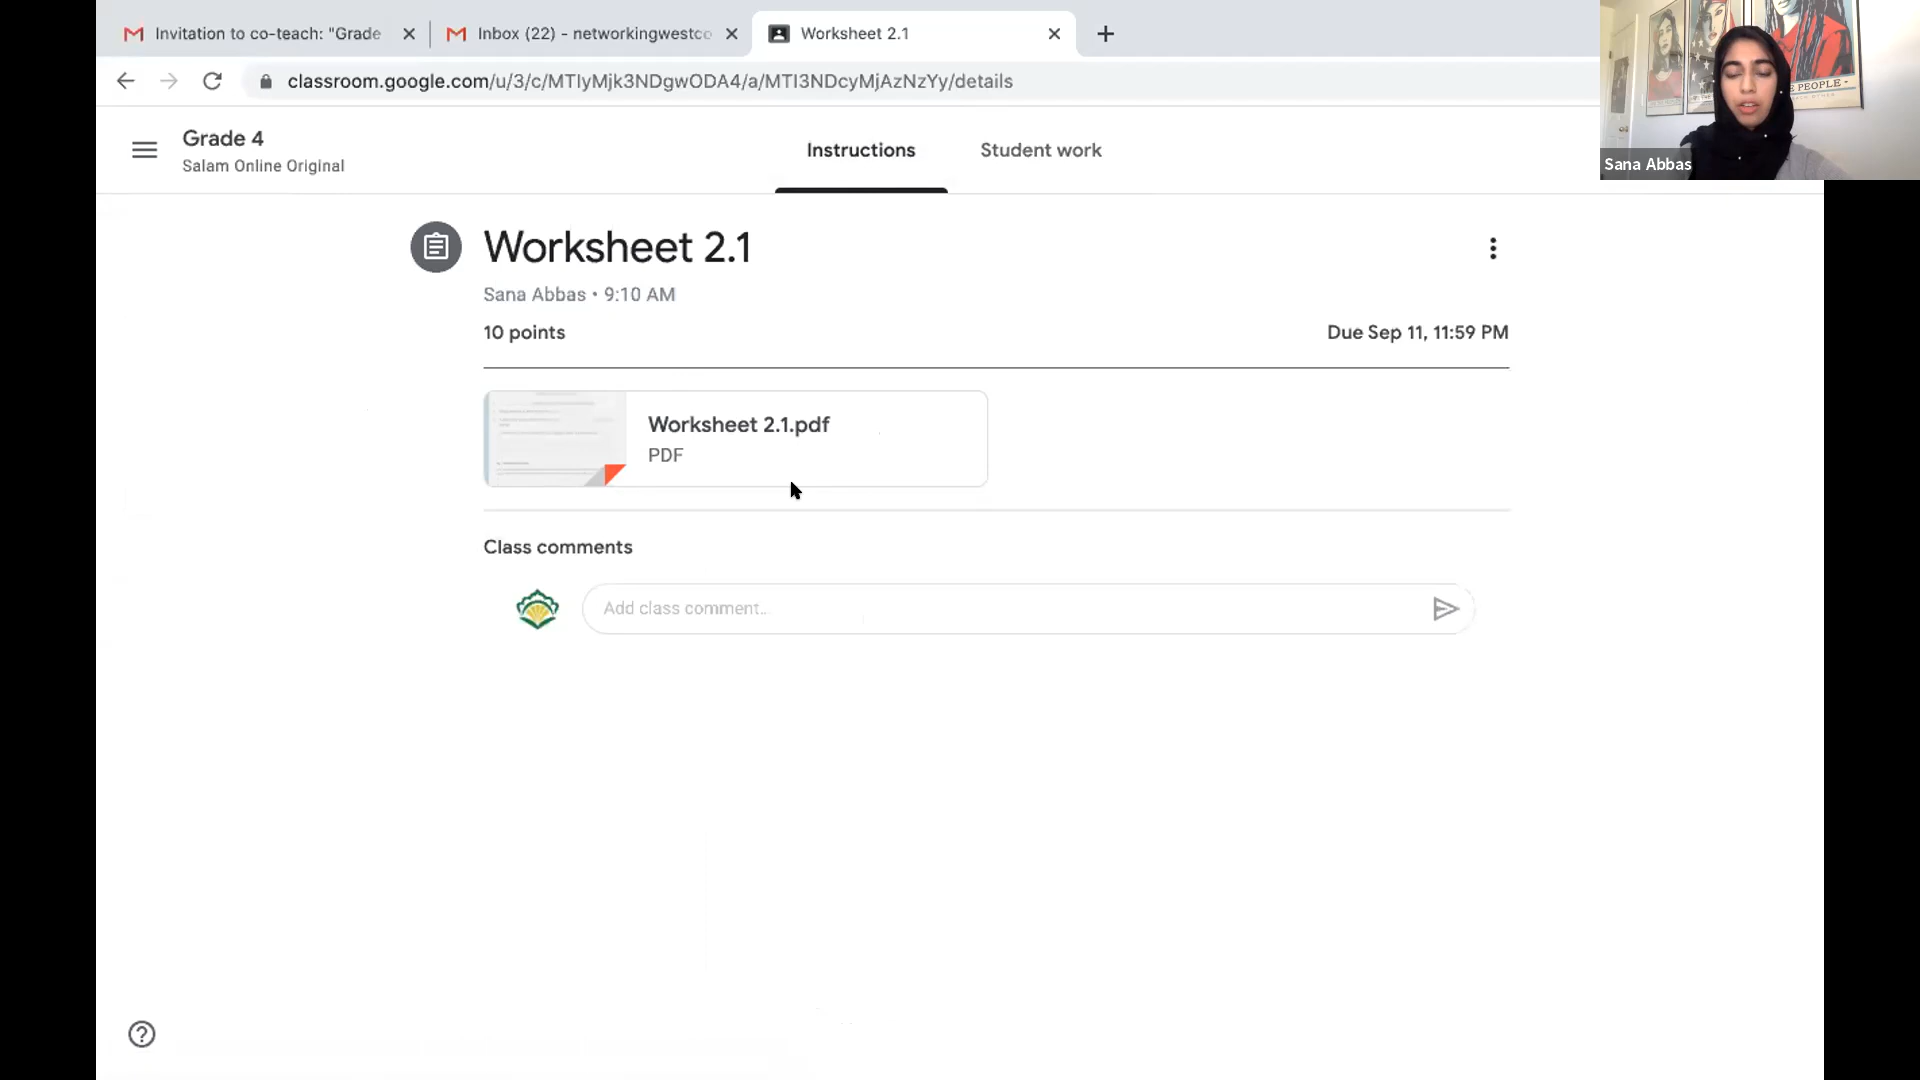 Invitation to co-teach: "Grade
Inbox (22) - networkingwestco
Worksheet 2.1
classroom.google.com/u/3/c/MTIyMjk3NDgwODA4/a/MTI3NDcyMjAzNzYy/details
Grade 4
Salam Online Original
Instructions
Student work
E PEOPLE
Sana Abbas
Worksheet 2.1
Sana Abbas • 9:10 AM
10 points
Due Sep 11, 11:59 PM
Worksheet 2.1.pdf
PDF
Class comments
Add class comment...